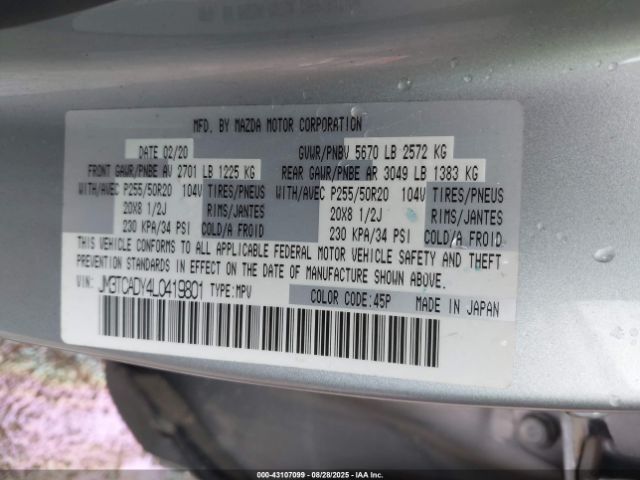 MFD. BY MAZDA MOTOR CORPORATION
DATE 02/20 GVWR/PNBV 5670 LB 2572 KG
FRONT GAWR/PNBE AV 2701 LB 1225 KG REAR GAWR/PNBE AR 3049 LB 1383 KG
WITH/AVEC P255/50R20 104V TIRES/PNEUS WITH/AVEC P255/50R20 104V TIRES/PNEUS
20X8 1/2J RIMS/JANTES 20X8 1/2J RIMS/JANTES
230 KPA/34 PSI COLD/A FROID 230 KPA/34 PSI COLD/A FROID
THIS VEHICLE CONFORMS TO ALL APPLICABLE FEDERAL MOTOR VEHICLE SAFETY AND THEFT
PREVENTION STANDARDS IN EFFECT ON THE DATE OF MANUFACTURE SHOWN ABOVE.
VIN: JM3TCADY4L0419801 TYPE:MPV COLOR CODE:45P MADE IN JAPAN
000-43107099 | 08/28/2025 | IAA Inc.